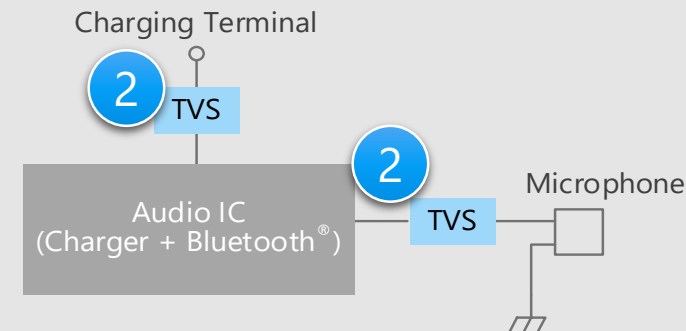 Charging Terminal
2
TVS
2
Microphone
Audio IC
(Charger + Bluetooth®)
TVS